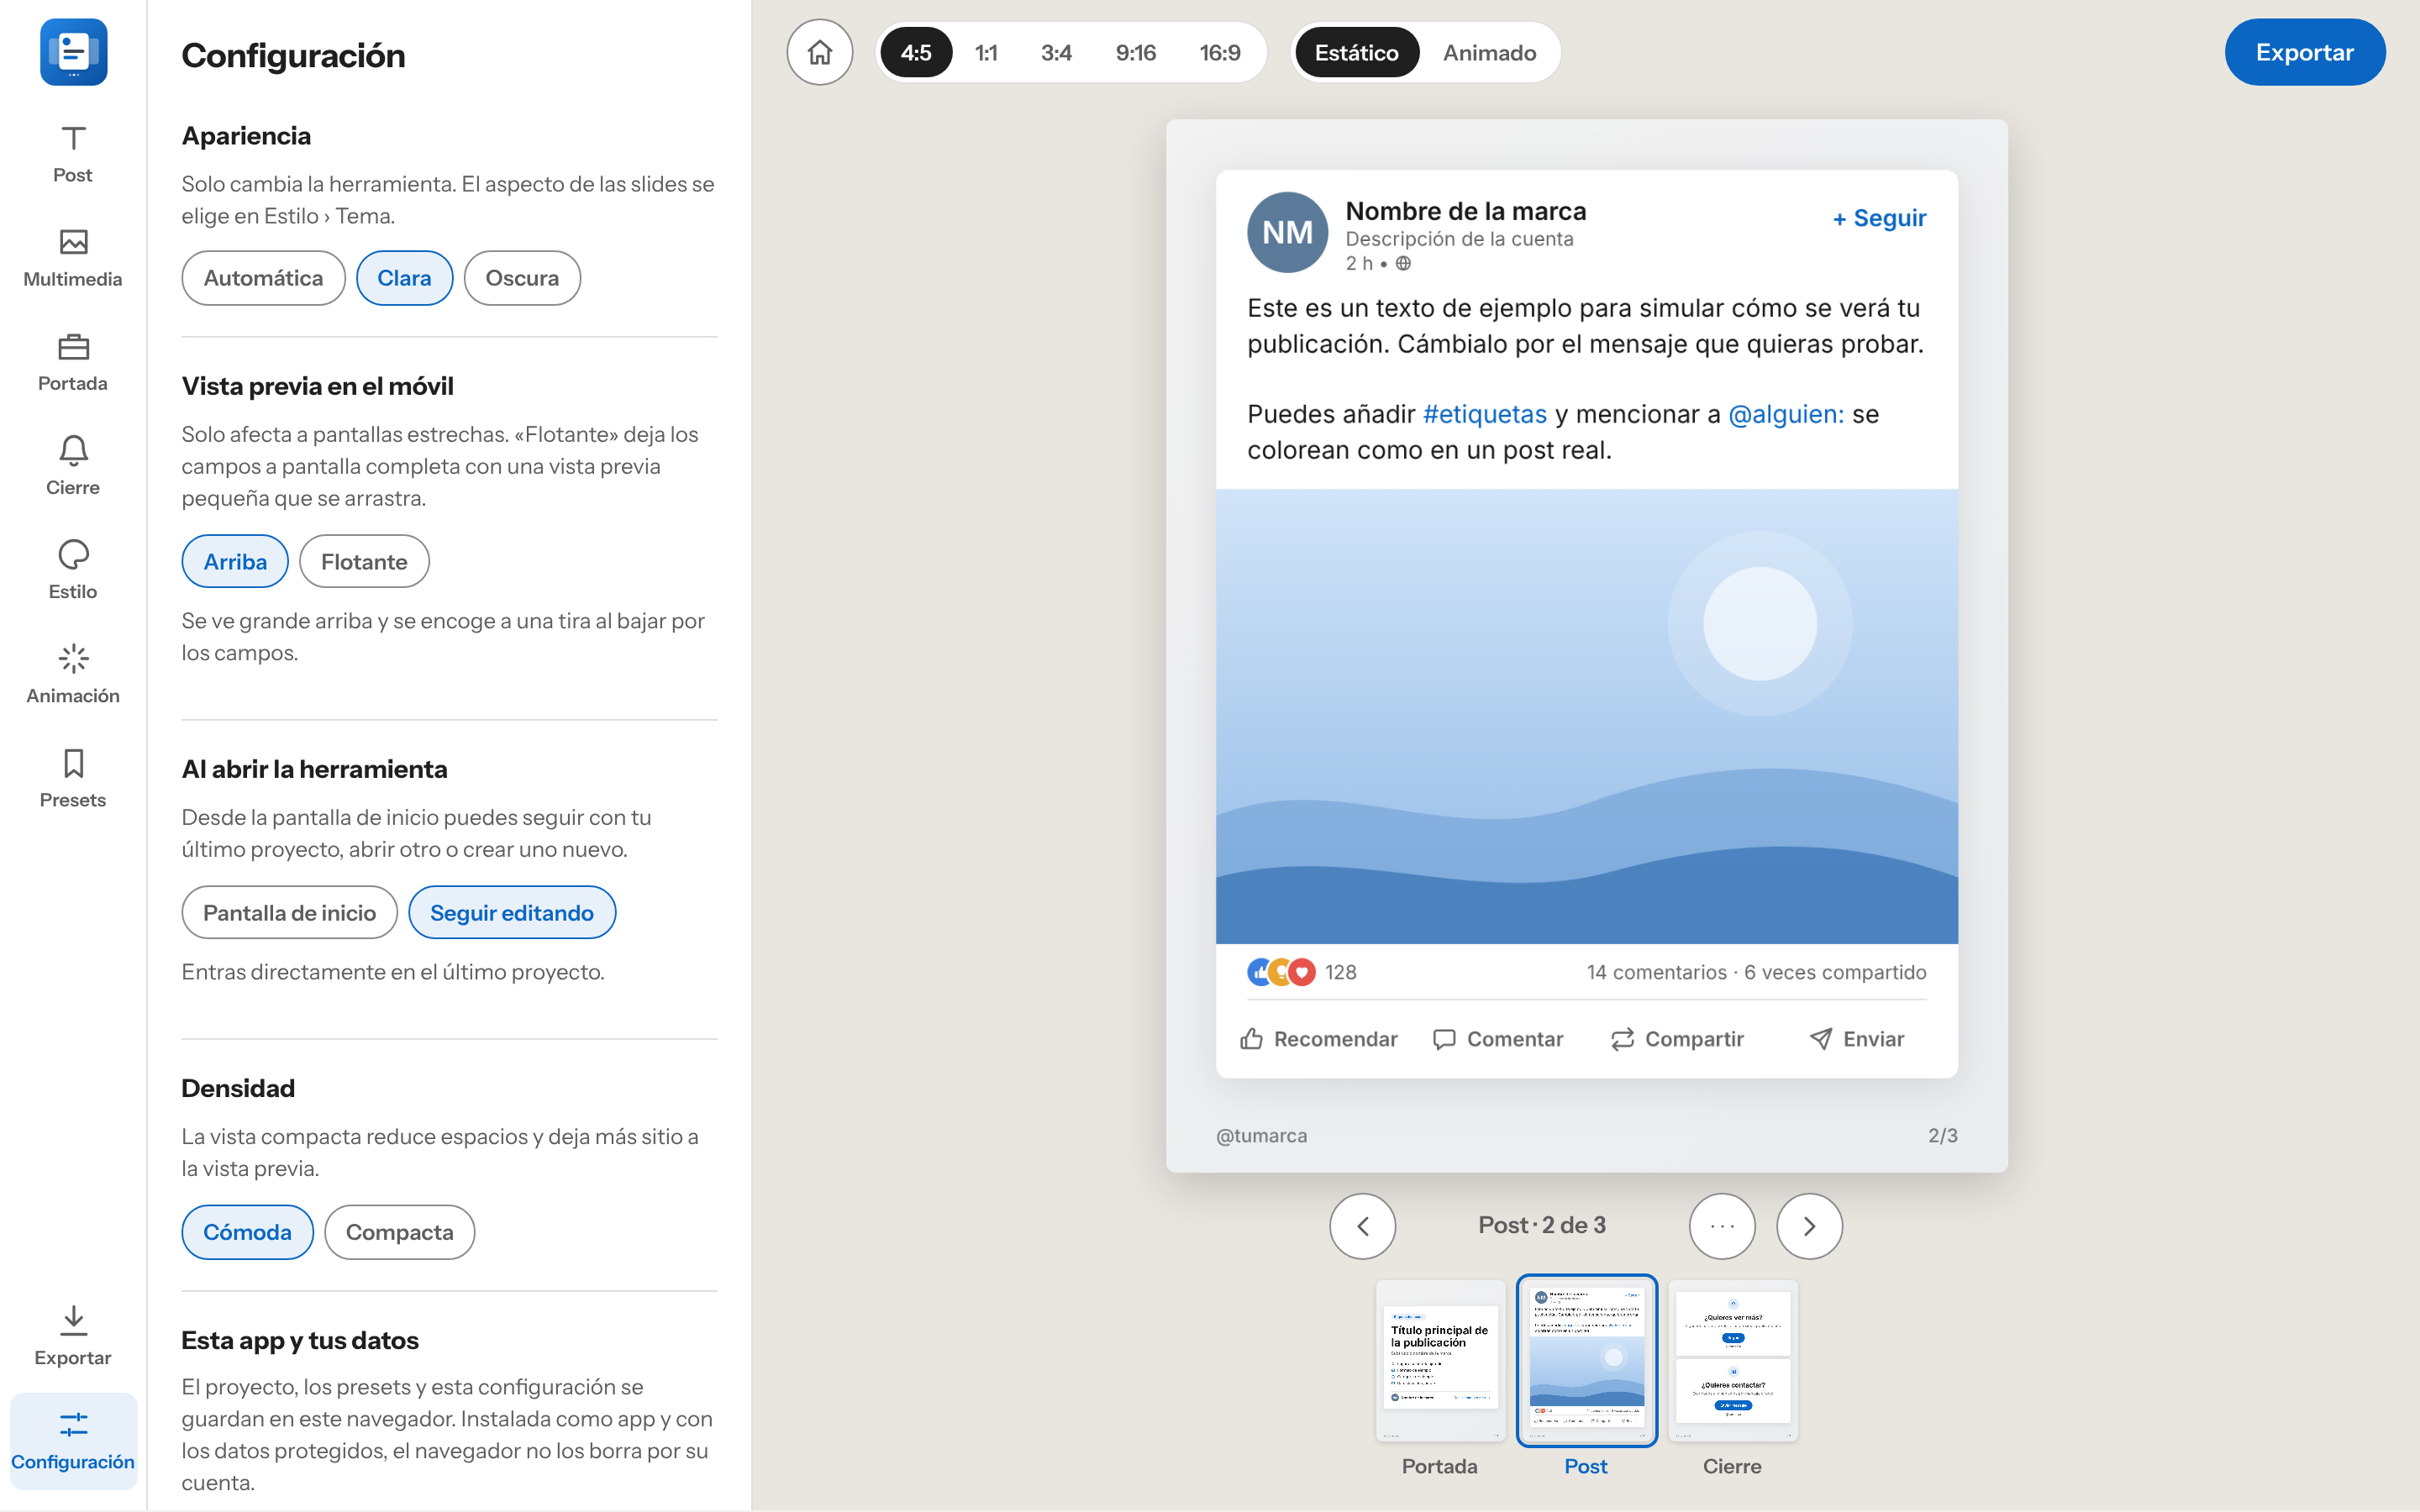 Configuración
Post
Multimedia
Portada
Cierre
Estilo
Animación
Presets
Exportar
Configuración
Apariencia
Solo cambia la herramienta. El aspecto de las slides se
elige en Estilo › Tema.
Automática
Clara
Oscura
Vista previa en el móvil
Solo afecta a pantallas estrechas. «Flotante» deja los
campos a pantalla completa con una vista previa
pequeña que se arrastra.
Arriba
Flotante
Se ve grande arriba y se encoge a una tira al bajar por
los campos.
Al abrir la herramienta
Desde la pantalla de inicio puedes seguir con tu
último proyecto, abrir otro o crear uno nuevo.
Pantalla de inicio
Seguir editando
Entras directamente en el último proyecto.
Densidad
La vista compacta reduce espacios y deja más sitio a
la vista previa.
Cómoda
Compacta
Esta app y tus datos
El proyecto, los presets y esta configuración se
guardan en este navegador. Instalada como app y con
los datos protegidos, el navegador no los borra por su
cuenta.
4:5
1:1
3:4
9:16
16:9
Estático
Animado
Exportar
NM
Nombre de la marca
+ Seguir
Descripción de la cuenta
2 h •
Este es un texto de ejemplo para simular cómo se verá tu
publicación. Cámbialo por el mensaje que quieras probar.
Puedes añadir #etiquetas y mencionar a @alguien: se
colorean como en un post real.
128
14 comentarios · 6 veces compartido
Recomendar
Comentar
Compartir
Enviar
@tumarca
2/3
Post · 2 de 3
Título principal de
la publicación
¿Quieres ver más?
¿Quieres contactar?
Portada
Post
Cierre